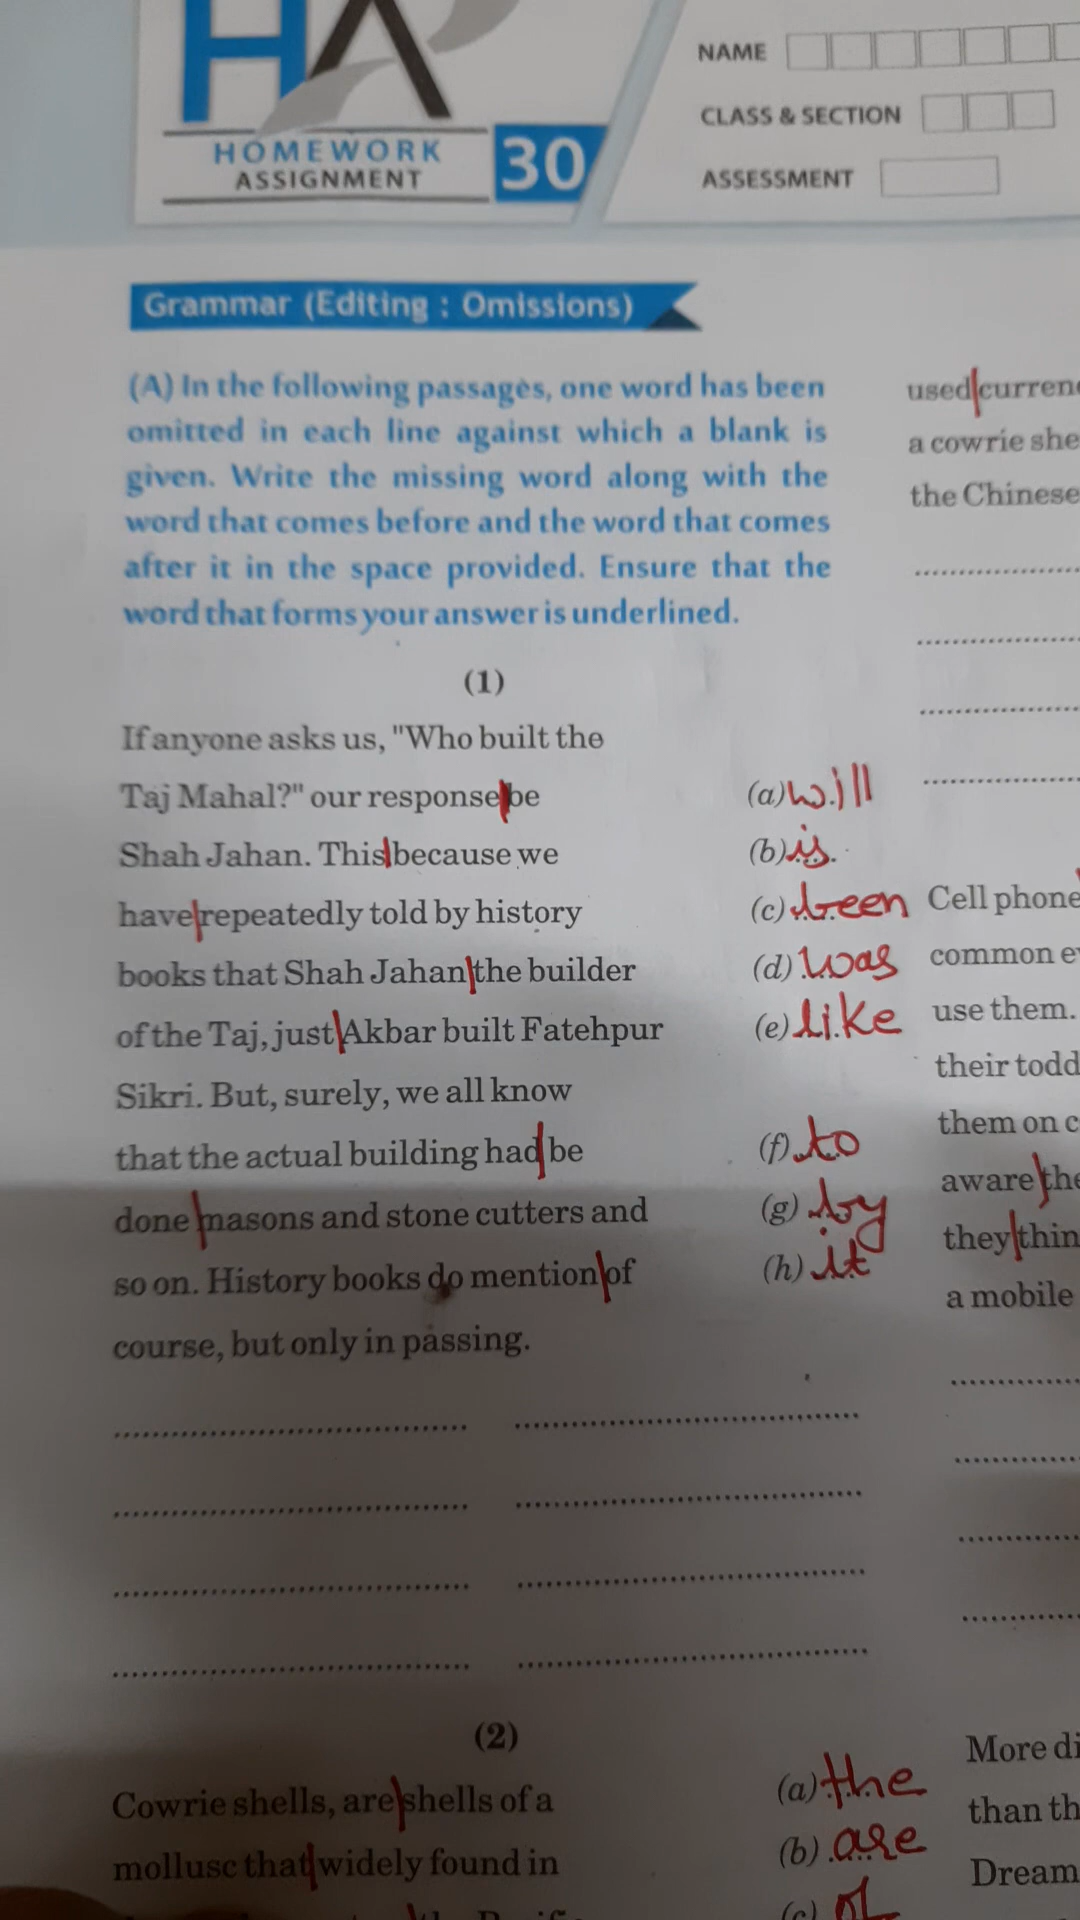 HA
HOMEWORK
ASSIGNMENT
30
NAME
CLASS & SECTION
ASSESSMENT
Grammar (Editing : Omissions)
(A) In the following passages, one word has been
omitted in each line against which a blank is
given. Write the missing word along with the
word that comes before and the word that comes
after it in the space provided. Ensure that the
word that forms your answer is underlined.
(1)
If anyone asks us, "Who built the
Taj Mahal?" our response be (a) will
Shah Jahan. This because we (b) is
have repeatedly told by history (c) been
books that Shah Jahan the builder (d) was
of the Taj, just Akbar built Fatehpur (e) like
Sikri. But, surely, we all know
that the actual building had be (f) to
done masons and stone cutters and (g) by
so on. History books do mention of (h) it
course, but only in passing.
(2)
Cowrie shells, are shells of a (a) the
mollusc that widely found in (b) are
(c) of
used
a cowrie
the Chinese
Cell phone
common
use them.
their
them on
aware
they
a mobile
More
than
Dream